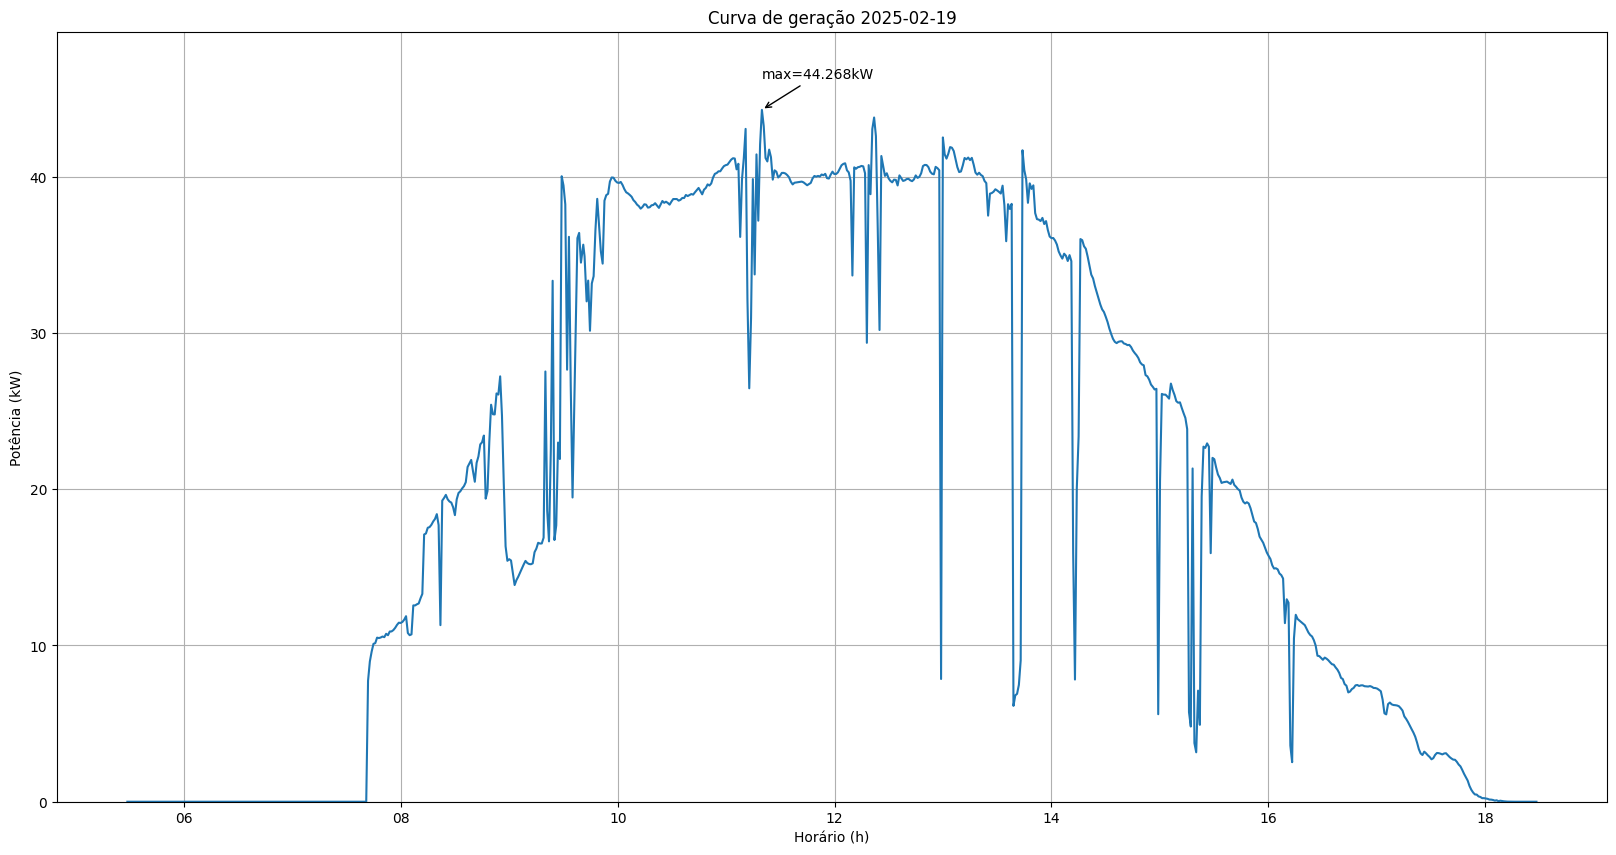 Curva de geração 2025-02-19
max=44.268kW
Potência (kW)
40
30
20
10
0
06 08 10 12 14 16 18
Horário (h)